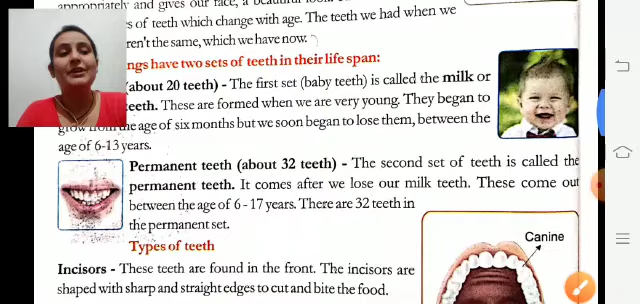 appropriately and gives our face, a beautiful
s of teeth which change with age. The teeth we had when we
ren't the same, which we have now.
ngs have two sets of teeth in their life span:
(about 20 teeth) - The first set (baby teeth) is called the milk or
eeth. These are formed when we are very young. They began to
grow from the age of six months but we soon began to lose them, between the
age of 6-13 years.
Permanent teeth (about 32 teeth) - The second set of teeth is called the
permanent teeth. It comes after we lose our milk teeth. These come out
between the age of 6 - 17 years. There are 32 teeth in
the permanent set.
Types of teeth
Canine
Incisors - These teeth are found in the front. The incisors are
shaped with sharp and straight edges to cut and bite the food.